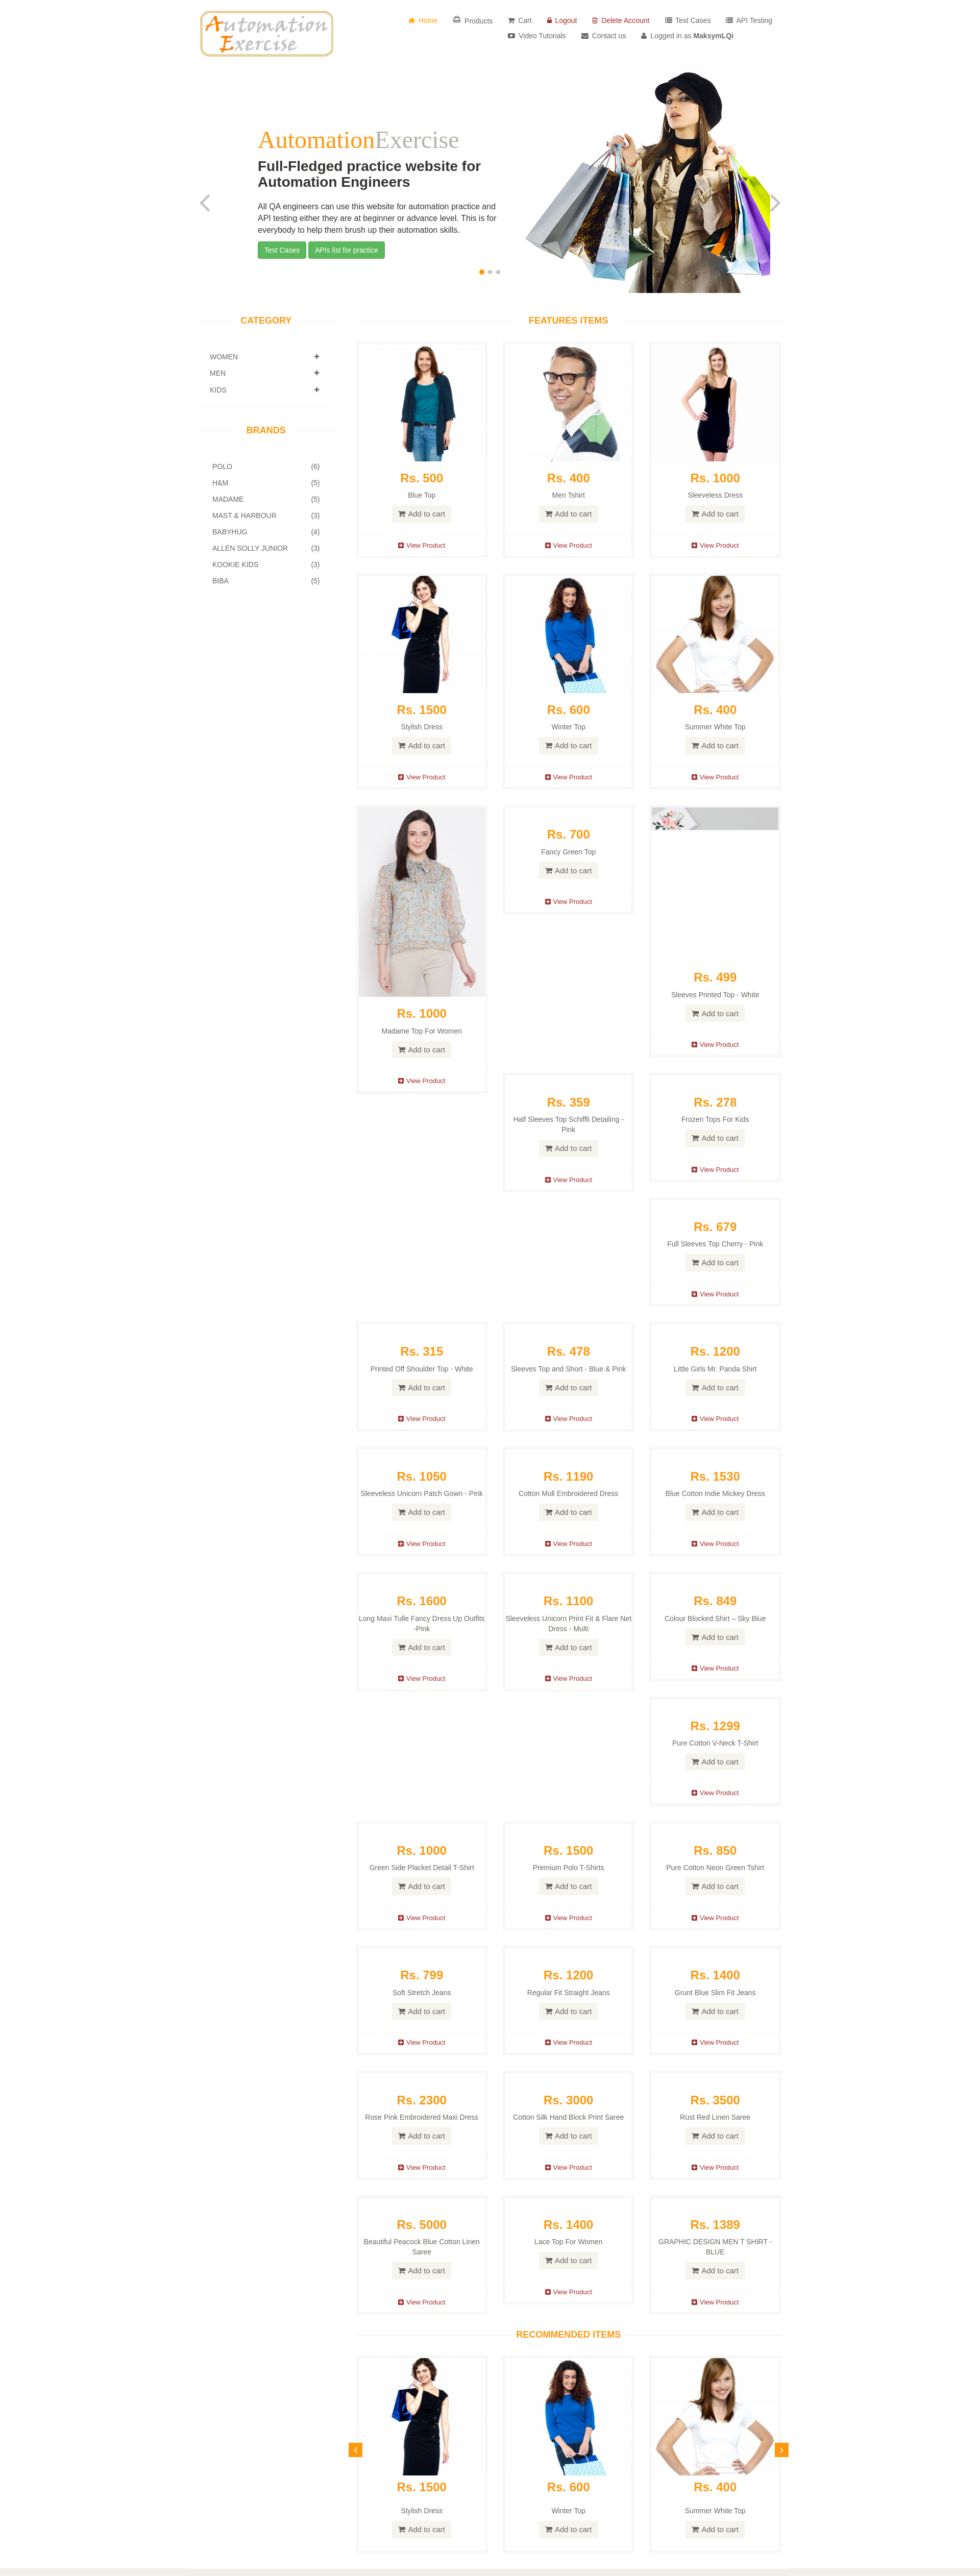 Automation
Exercise
Home
Products
Cart
Logout
Delete Account
Test Cases
API Testing
Video Tutorials
Contact us
Logged in as MaksymLQi
AutomationExercise
Full-Fledged practice website for
Automation Engineers
All QA engineers can use this website for automation practice and
API testing either they are at beginner or advance level. This is for
everybody to help them brush up their automation skills.
Test Cases
APIs list for practice
CATEGORY
WOMEN
MEN
KIDS
BRANDS
POLO (6)
H&M (5)
MADAME (5)
MAST & HARBOUR (3)
BABYHUG (4)
ALLEN SOLLY JUNIOR (3)
KOOKIE KIDS (3)
BIBA (5)
FEATURES ITEMS
Rs. 500
Blue Top
Add to cart
View Product
Rs. 400
Men Tshirt
Add to cart
View Product
Rs. 1000
Sleeveless Dress
Add to cart
View Product
Rs. 1500
Stylish Dress
Add to cart
View Product
Rs. 600
Winter Top
Add to cart
View Product
Rs. 400
Summer White Top
Add to cart
View Product
Rs. 1000
Madame Top For Women
Add to cart
View Product
Rs. 700
Fancy Green Top
Add to cart
View Product
Rs. 499
Sleeves Printed Top - White
Add to cart
View Product
Rs. 359
Half Sleeves Top Schiffli Detailing -
Pink
Add to cart
View Product
Rs. 278
Frozen Tops For Kids
Add to cart
View Product
Rs. 679
Full Sleeves Top Cherry - Pink
Add to cart
View Product
Rs. 315
Printed Off Shoulder Top - White
Add to cart
View Product
Rs. 478
Sleeves Top and Short - Blue & Pink
Add to cart
View Product
Rs. 1200
Little Girls Mr. Panda Shirt
Add to cart
View Product
Rs. 1050
Sleeveless Unicorn Patch Gown - Pink
Add to cart
View Product
Rs. 1190
Cotton Mull Embroidered Dress
Add to cart
View Product
Rs. 1530
Blue Cotton Indie Mickey Dress
Add to cart
View Product
Rs. 1600
Long Maxi Tulle Fancy Dress Up Outfits
-Pink
Add to cart
View Product
Rs. 1100
Sleeveless Unicorn Print Fit & Flare Net
Dress - Multi
Add to cart
View Product
Rs. 849
Colour Blocked Shirt – Sky Blue
Add to cart
View Product
Rs. 1299
Pure Cotton V-Neck T-Shirt
Add to cart
View Product
Rs. 1000
Green Side Placket Detail T-Shirt
Add to cart
View Product
Rs. 1500
Premium Polo T-Shirts
Add to cart
View Product
Rs. 850
Pure Cotton Neon Green Tshirt
Add to cart
View Product
Rs. 799
Soft Stretch Jeans
Add to cart
View Product
Rs. 1200
Regular Fit Straight Jeans
Add to cart
View Product
Rs. 1400
Grunt Blue Slim Fit Jeans
Add to cart
View Product
Rs. 2300
Rose Pink Embroidered Maxi Dress
Add to cart
View Product
Rs. 3000
Cotton Silk Hand Block Print Saree
Add to cart
View Product
Rs. 3500
Rust Red Linen Saree
Add to cart
View Product
Rs. 5000
Beautiful Peacock Blue Cotton Linen
Saree
Add to cart
View Product
Rs. 1400
Lace Top For Women
Add to cart
View Product
Rs. 1389
GRAPHIC DESIGN MEN T SHIRT -
BLUE
Add to cart
View Product
RECOMMENDED ITEMS
Rs. 1500
Stylish Dress
Add to cart
Rs. 600
Winter Top
Add to cart
Rs. 400
Summer White Top
Add to cart